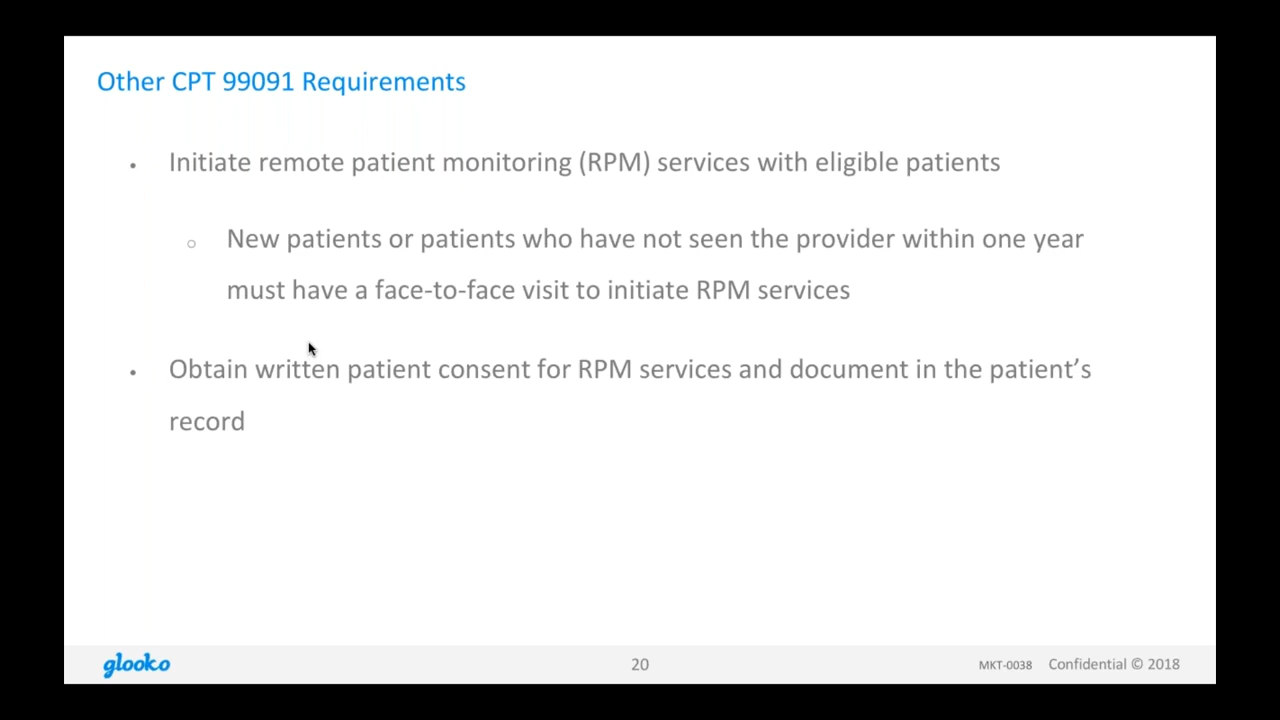 Other CPT 99091 Requirements
• Initiate remote patient monitoring (RPM) services with eligible patients
○ New patients or patients who have not seen the provider within one year
must have a face-to-face visit to initiate RPM services
• Obtain written patient consent for RPM services and document in the patient’s
record
glooko 20 MKT-0038 Confidential © 2018